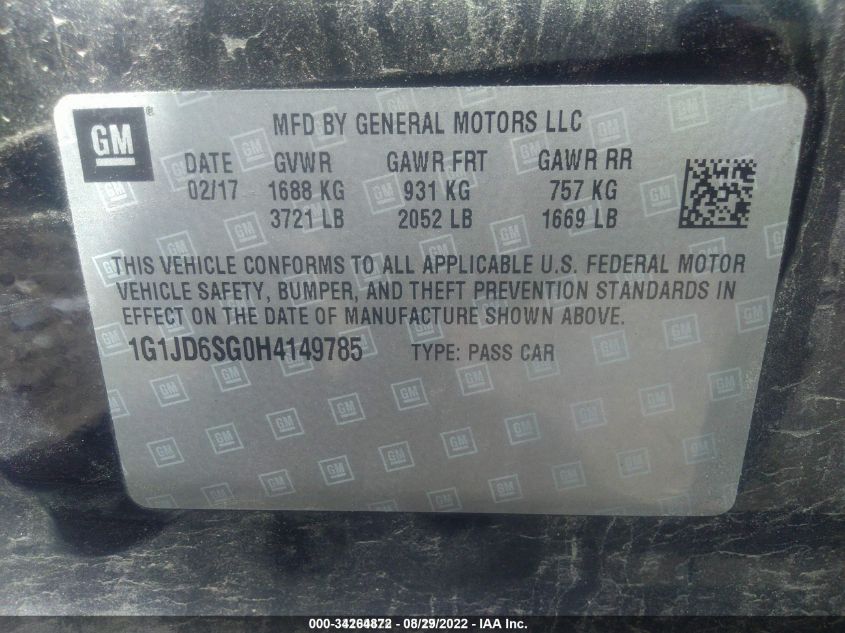 GM
MFD BY GENERAL MOTORS LLC
DATE GVWR GAWR FRT GAWR RR
02/17 1688 KG 931 KG 757 KG
3721 LB 2052 LB 1669 LB
THIS VEHICLE CONFORMS TO ALL APPLICABLE U.S. FEDERAL MOTOR
VEHICLE SAFETY, BUMPER, AND THEFT PREVENTION STANDARDS IN
EFFECT ON THE DATE OF MANUFACTURE SHOWN ABOVE.
1G1JD6SG0H4149785 TYPE: PASS CAR
000-34264872 - 08/29/2022 - IAA Inc.